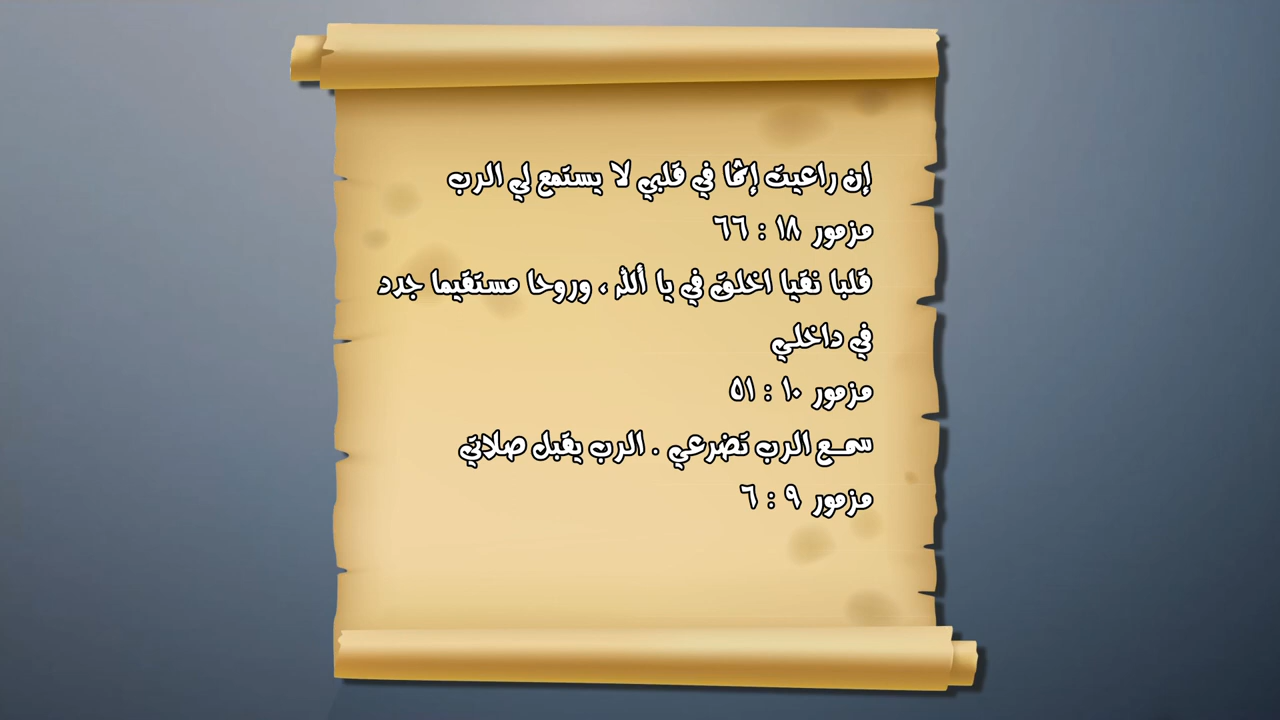 إن راعيت إثما في قلبي لا يستمع لي الرب
مزمور ١٨ : ٦٦
قلبا نقيا اخلق في يا ألله ، وروحا مستقيما جدد
في داخلي
مزمور ١٠ : ٥١
سمع الرب تضرعي . الرب يقبل صلاتي
مزمور ٩ : ٦